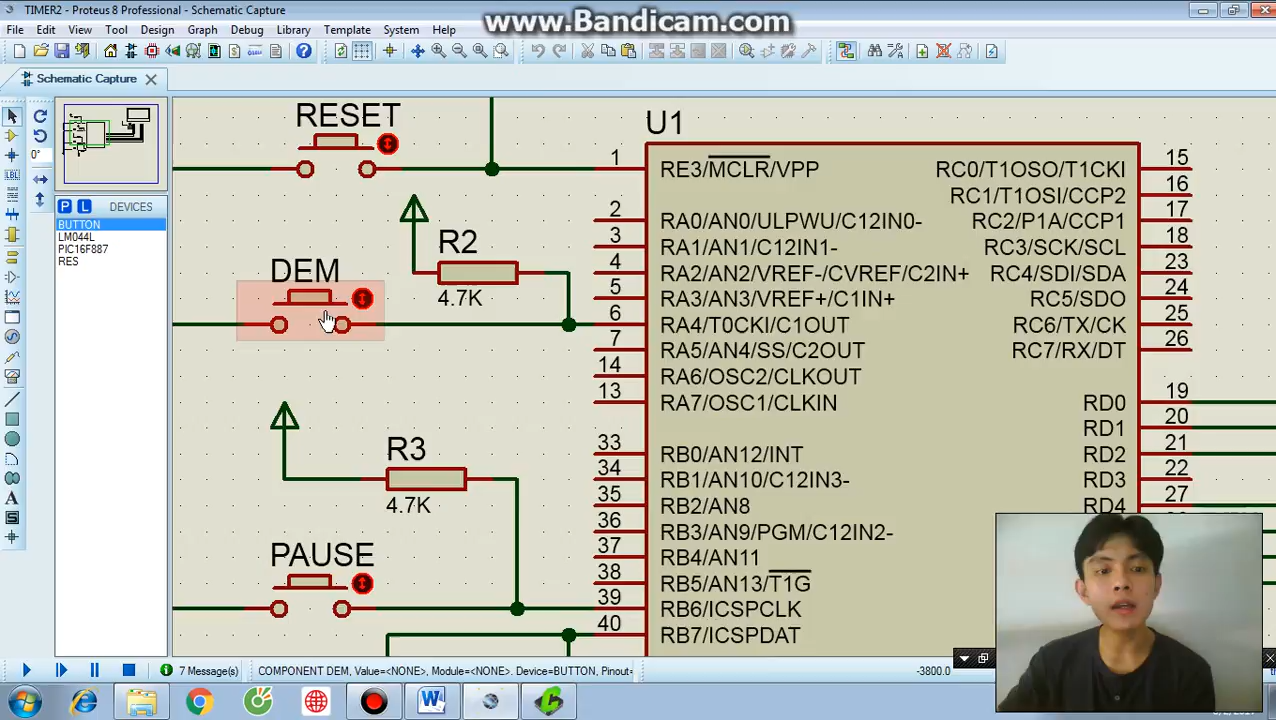 TIMER2 - Proteus 8 Professional - Schematic Capture
www.Bandicam.com
File Edit View Tool Design Graph Debug Library Template System Help
Schematic Capture
0°
P L DEVICES
BUTTON
LM044L
PIC16F887
RES
RESET
DEM
R2
4.7K
R3
4.7K
PAUSE
U1
1 RE3/MCLR/VPP
2 RA0/AN0/ULPWU/C12IN0-
3 RA1/AN1/C12IN1-
4 RA2/AN2/VREF-/CVREF/C2IN+
5 RA3/AN3/VREF+/C1IN+
6 RA4/T0CKI/C1OUT
7 RA5/AN4/SS/C2OUT
14 RA6/OSC2/CLKOUT
13 RA7/OSC1/CLKIN
33 RB0/AN12/INT
34 RB1/AN10/C12IN3-
35 RB2/AN8
36 RB3/AN9/PGM/C12IN2-
37 RB4/AN11
38 RB5/AN13/T1G
39 RB6/ICSPCLK
40 RB7/ICSPDAT
RC0/T1OSO/T1CKI 15
RC1/T1OSI/CCP2 16
RC2/P1A/CCP1 17
RC3/SCK/SCL 18
RC4/SDI/SDA 23
RC5/SDO 24
RC6/TX/CK 25
RC7/RX/DT 26
RD0 19
RD1 20
RD2 21
RD3 22
RD4 27
7 Message(s)
COMPONENT DEM, Value=<NONE>, Module=<NONE>. Device=BUTTON, Pinout=
-3800.0